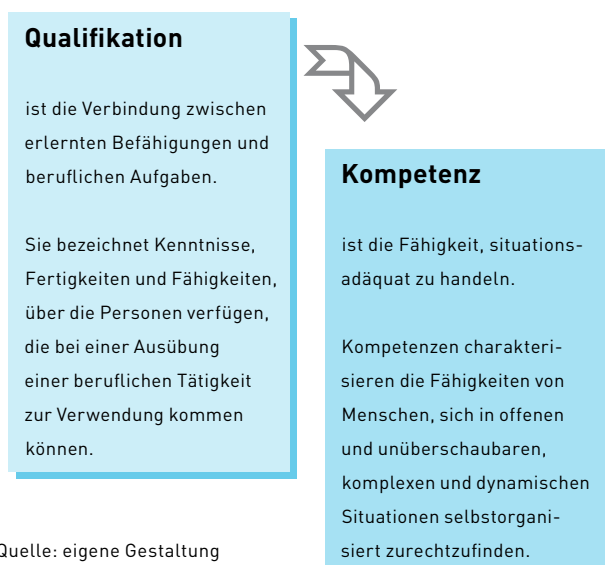 Qualifikation
ist die Verbindung zwischen
erlernten Befähigungen und
beruflichen Aufgaben.
Sie bezeichnet Kenntnisse,
Fertigkeiten und Fähigkeiten,
über die Personen verfügen,
die bei einer Ausübung
einer beruflichen Tätigkeit
zur Verwendung kommen
können.
Kompetenz
ist die Fähigkeit, situations-
adäquat zu handeln.
Kompetenzen charakteri-
sieren die Fähigkeiten von
Menschen, sich in offenen
und unüberschaubaren,
komplexen und dynamischen
Situationen selbstorgani-
siert zurechtzufinden.
Quelle: eigene Gestaltung